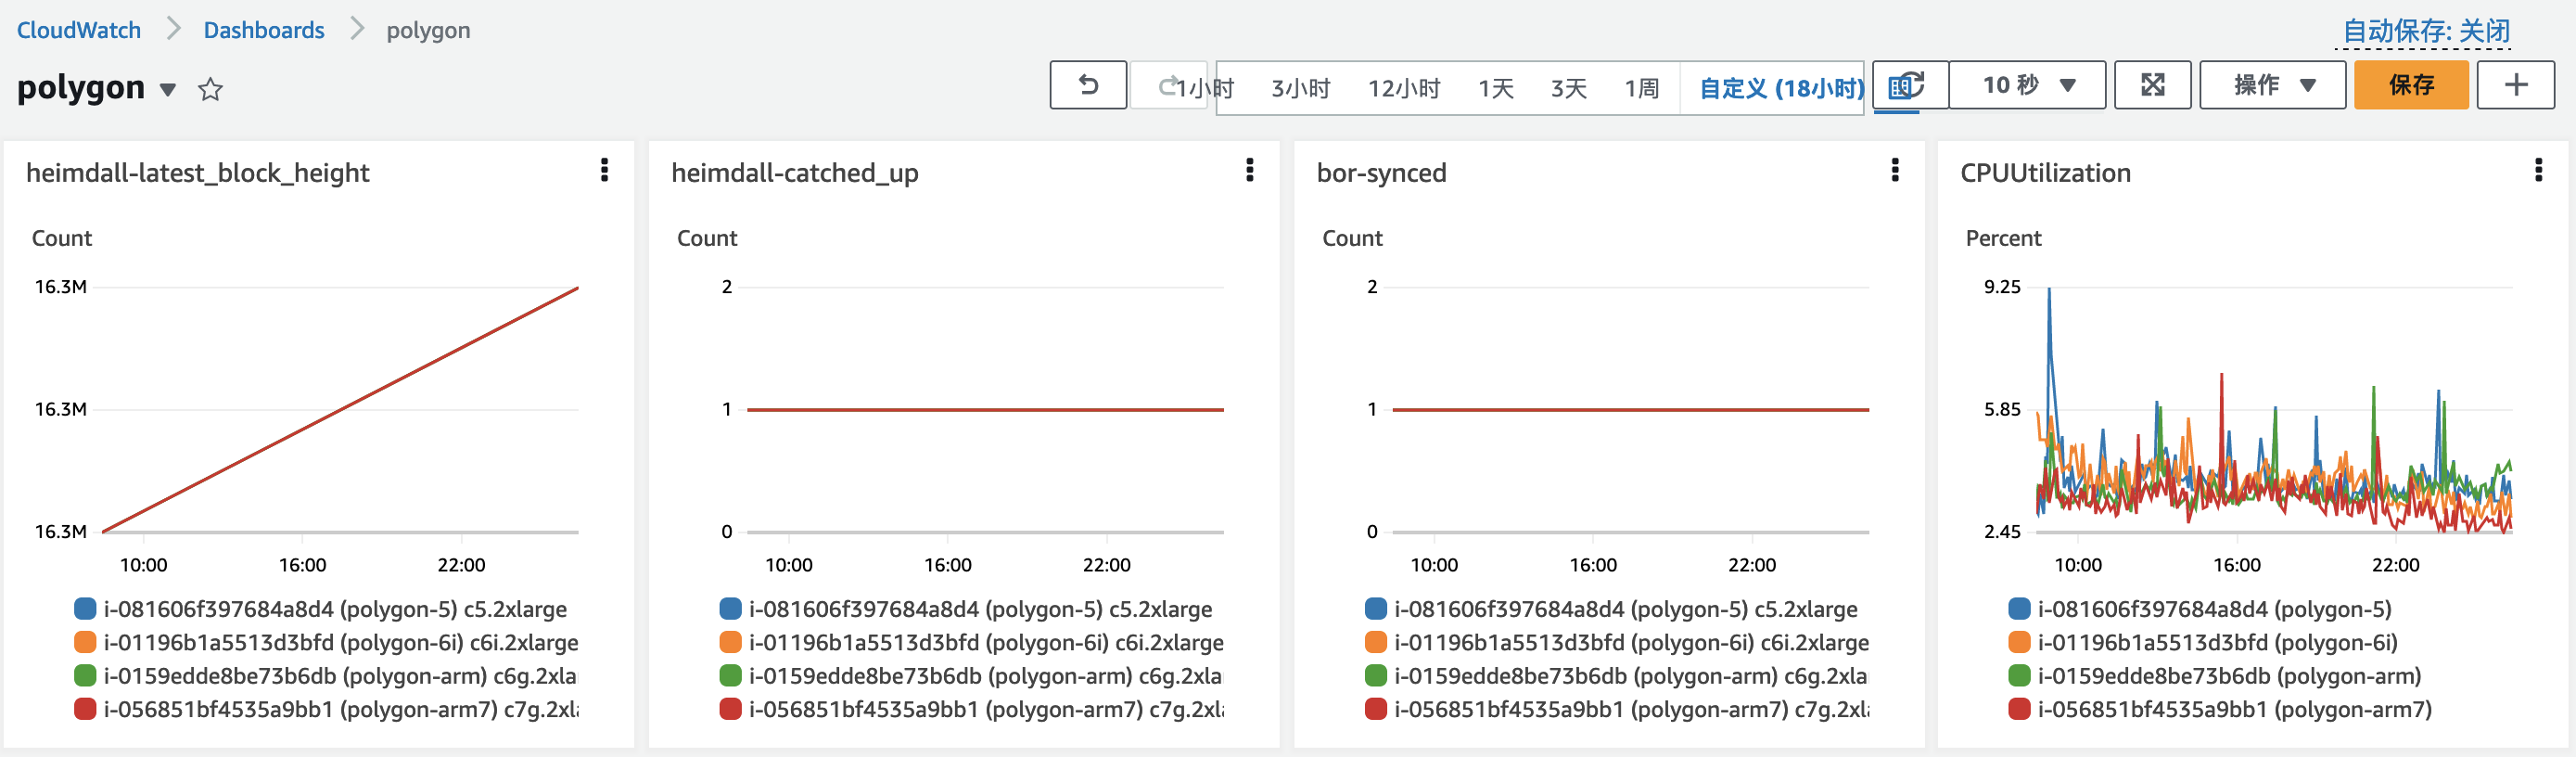 CloudWatch > Dashboards > polygon
自动保存: 关闭
polygon
1小时 3小时 12小时 1天 3天 1周 自定义 (18小时) 10 秒 操作 保存
heimdall-latest_block_height
Count
16.3M
16.3M
16.3M
10:00 16:00 22:00
i-081606f397684a8d4 (polygon-5) c5.2xlarge
i-01196b1a5513d3bfd (polygon-6i) c6i.2xlarge
i-0159edde8be73b6db (polygon-arm) c6g.2xla
i-056851bf4535a9bb1 (polygon-arm7) c7g.2xl
heimdall-catched_up
Count
2
1
0
10:00 16:00 22:00
i-081606f397684a8d4 (polygon-5) c5.2xlarge
i-01196b1a5513d3bfd (polygon-6i) c6i.2xlarge
i-0159edde8be73b6db (polygon-arm) c6g.2xla
i-056851bf4535a9bb1 (polygon-arm7) c7g.2xl
bor-synced
Count
2
1
0
10:00 16:00 22:00
i-081606f397684a8d4 (polygon-5) c5.2xlarge
i-01196b1a5513d3bfd (polygon-6i) c6i.2xlarge
i-0159edde8be73b6db (polygon-arm) c6g.2xla
i-056851bf4535a9bb1 (polygon-arm7) c7g.2xl
CPUUtilization
Percent
9.25
5.85
2.45
10:00 16:00 22:00
i-081606f397684a8d4 (polygon-5)
i-01196b1a5513d3bfd (polygon-6i)
i-0159edde8be73b6db (polygon-arm)
i-056851bf4535a9bb1 (polygon-arm7)